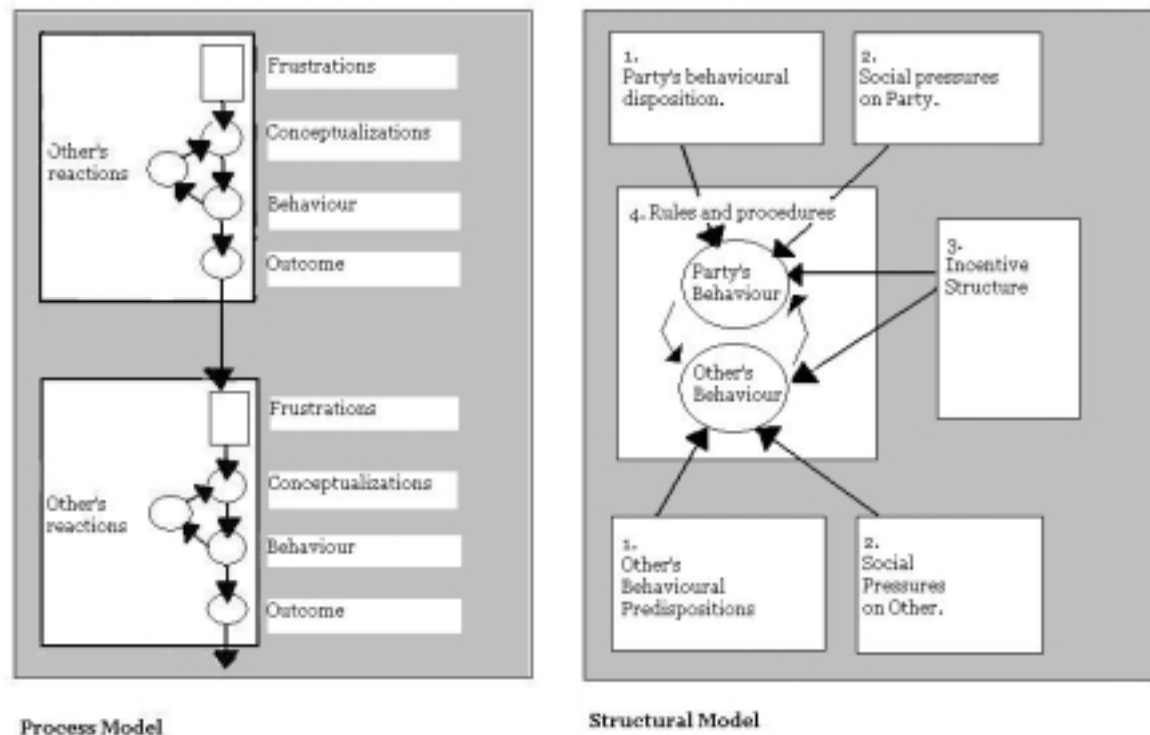 Frustrations
Conceptualizations
Other's
reactions
Behaviour
Outcome
Frustrations
Conceptualizations
Other's
reactions
Behaviour
Outcome
Process Model
1.
Party's behavioural
disposition.
2.
Social pressures
on Party.
4. Rules and procedures
Party's
Behaviour
3.
Incentive
Structure
Other's
Behaviour
1.
Other's
Behavioural
Predispositions
2.
Social
Pressures
on Other.
Structural Model